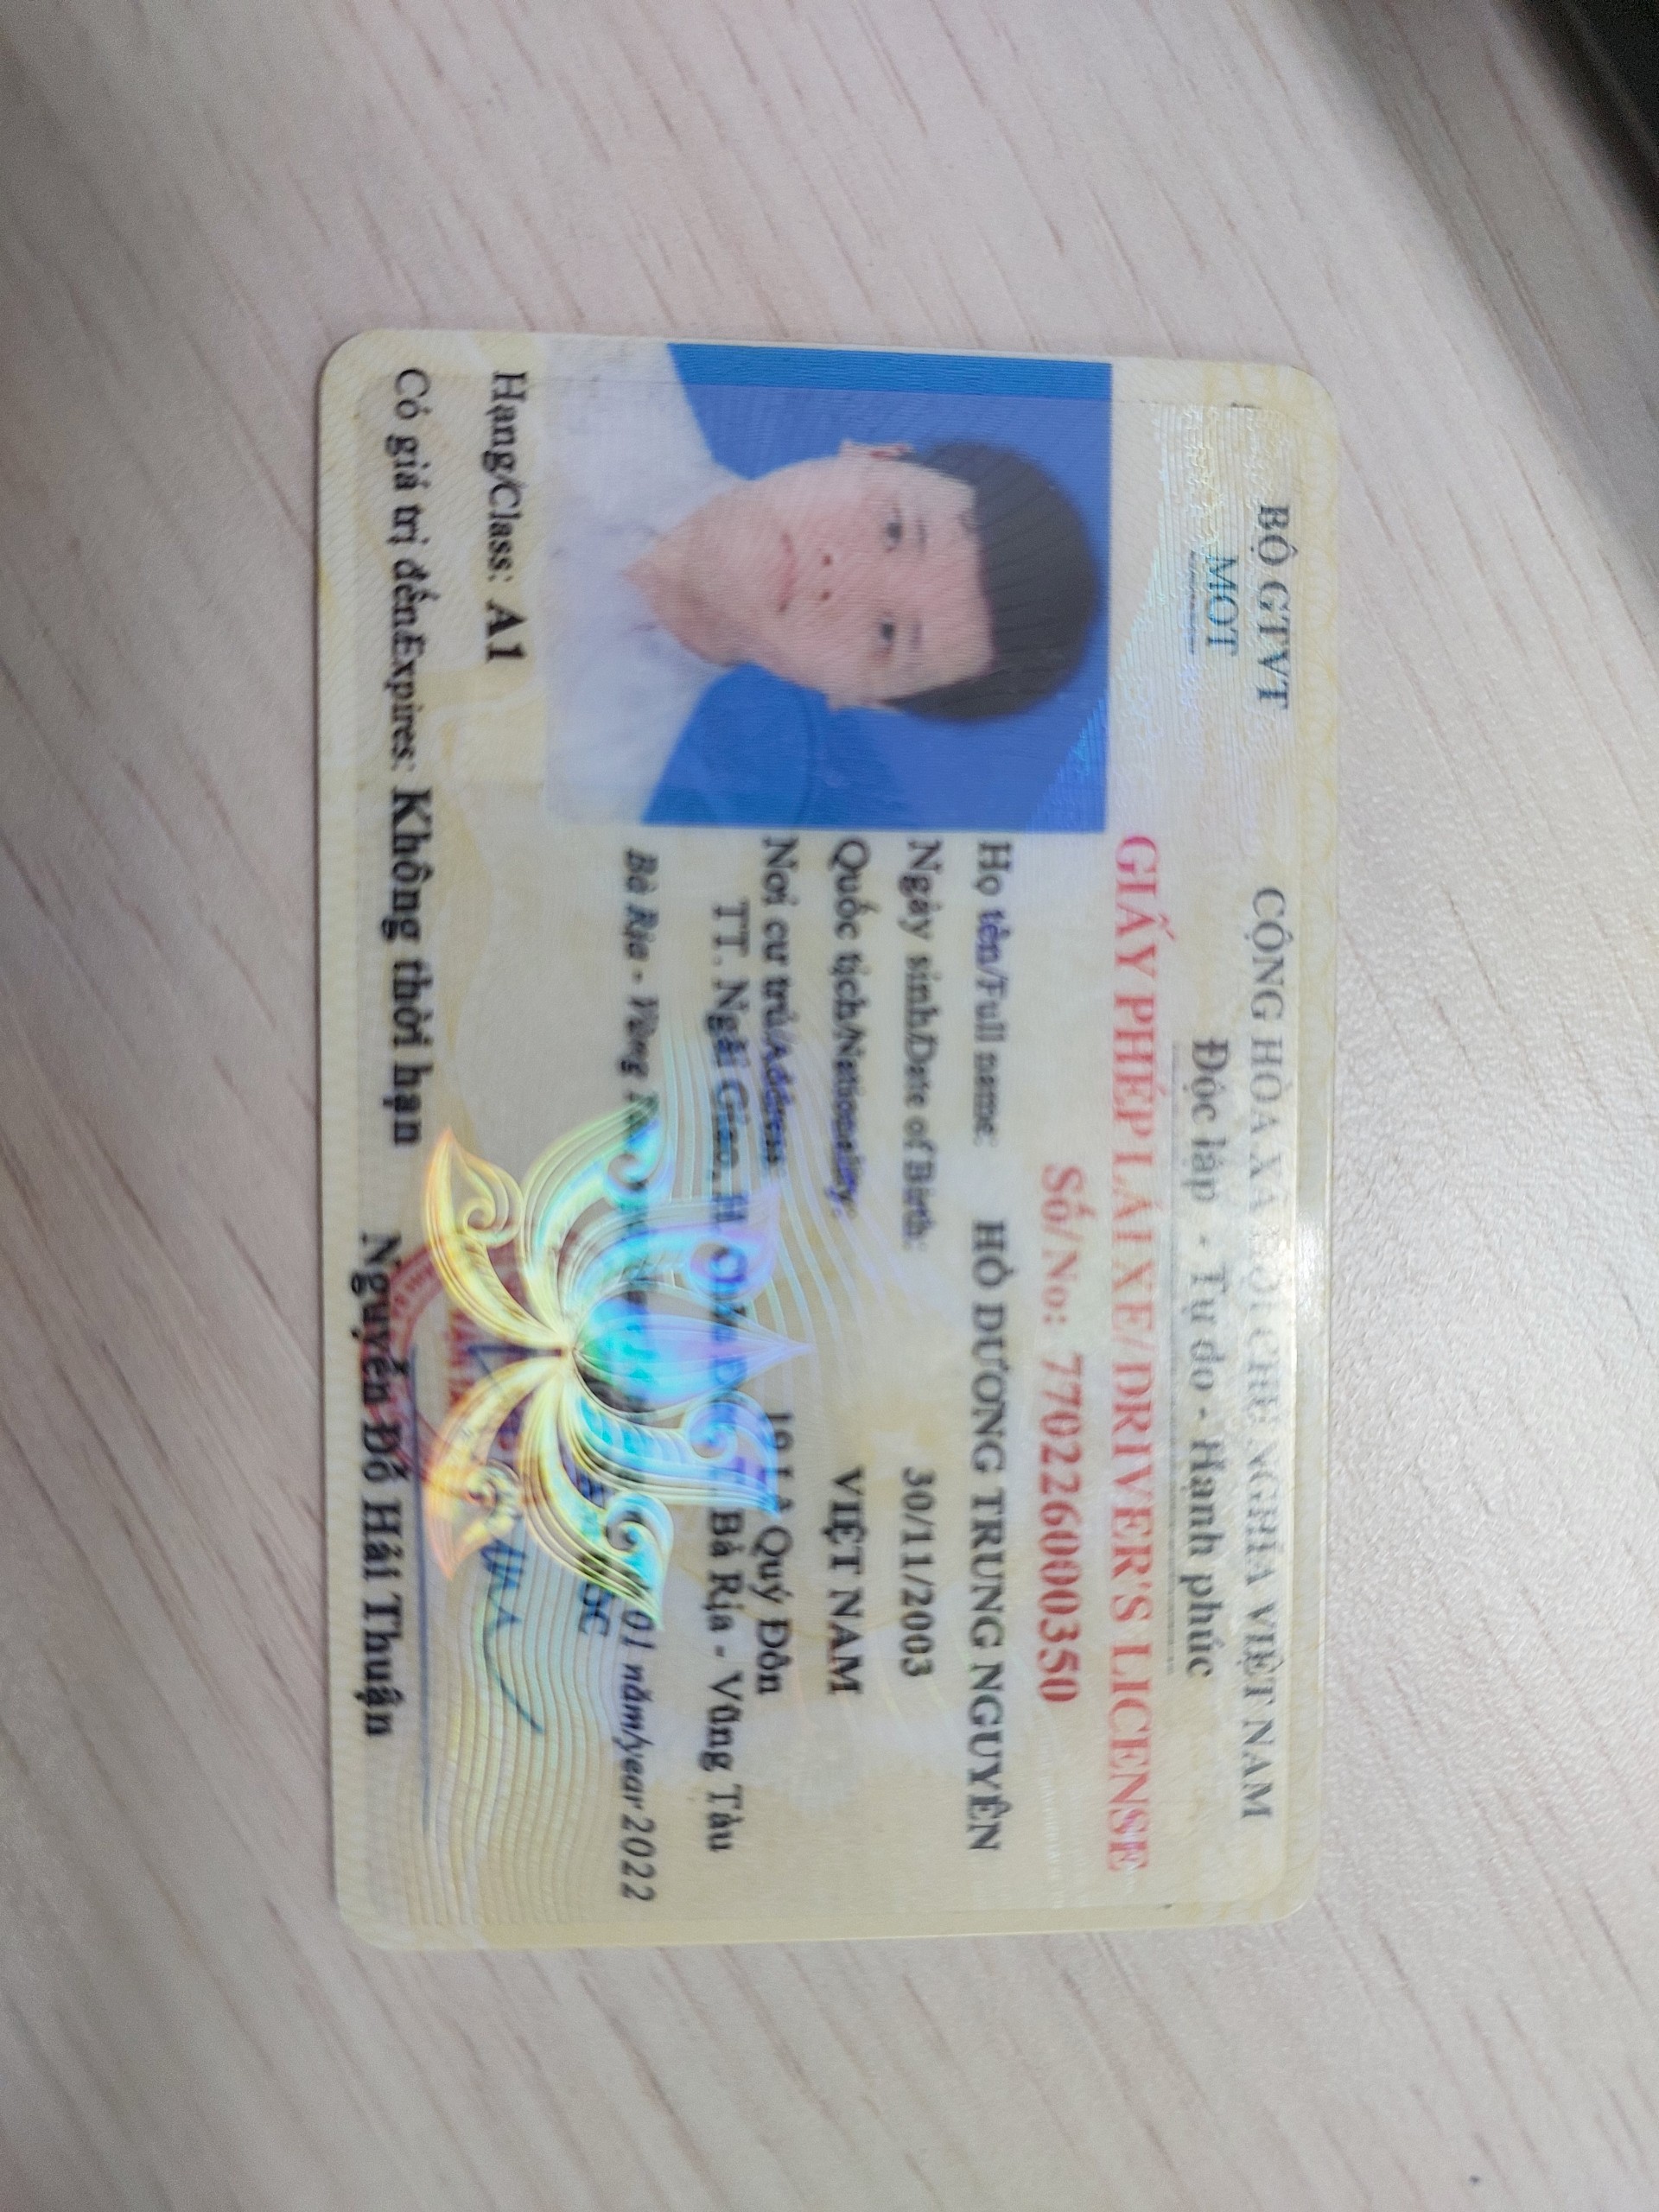 BỘ GTVT
MOT
CỘNG HÒA XÃ HỘI CHỦ NGHĨA VIỆT NAM
Độc lập - Tự do - Hạnh phúc
GIẤY PHÉP LÁI XE/DRIVER'S LICENSE
Số/No: 770226000350
Họ tên/Full name: HỒ DƯƠNG TRUNG NGUYÊN
Ngày sinh/Date of Birth: 30/11/2003
Quốc tịch/Nationality: VIỆT NAM
Nơi cư trú/Address: 19 Lê Quý Đôn
TT. Ngãi Giao, H. Châu Đức, T. Bà Rịa - Vũng Tàu
Bà Rịa - Vũng Tàu, 01 năm/year 2022
Hạng/Class: A1
Có giá trị đến/Expires: Không thời hạn
Nguyễn Đỗ Hải Thuận